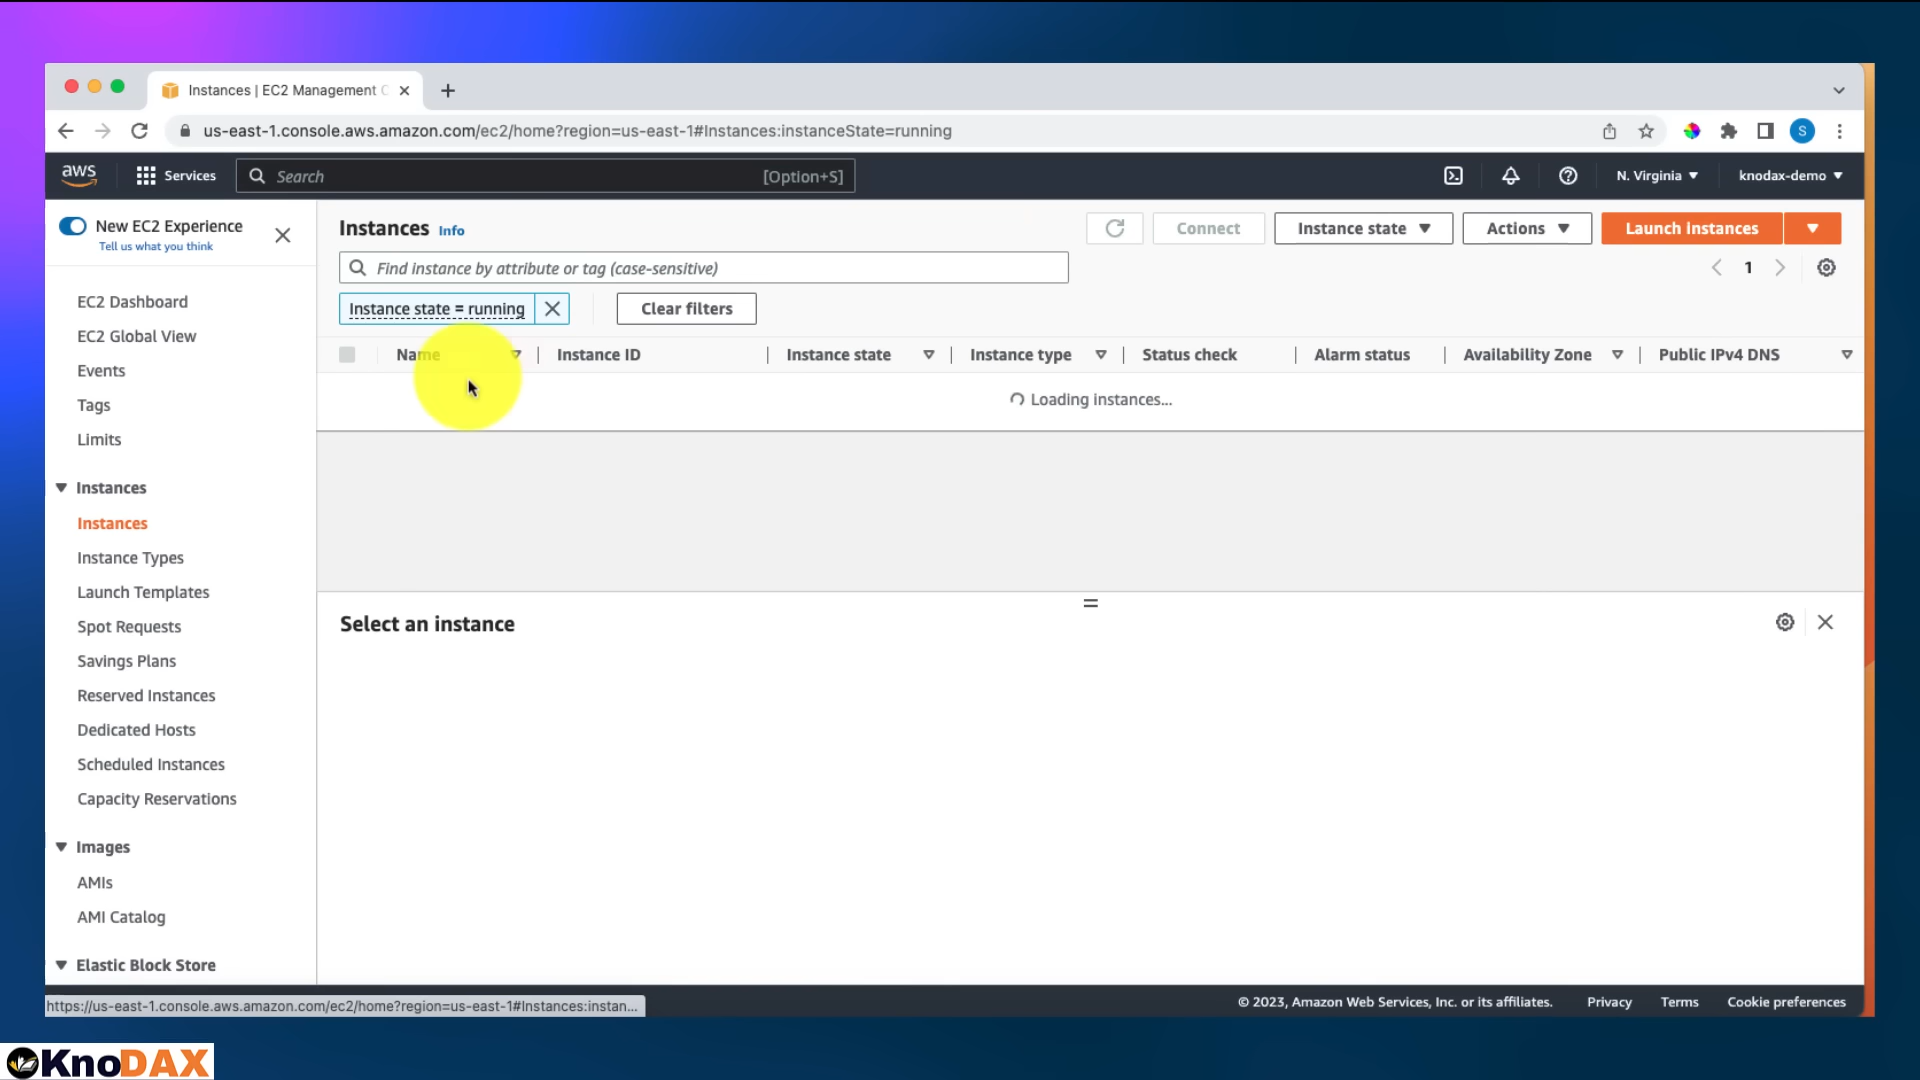 Instances | EC2 Management C
us-east-1.console.aws.amazon.com/ec2/home?region=us-east-1#Instances:instanceState=running
S
aws
Services
Search
[Option+S]
N. Virginia
knodax-demo
New EC2 Experience
Tell us what you think
EC2 Dashboard
EC2 Global View
Events
Tags
Limits
Instances
Instances
Instance Types
Launch Templates
Spot Requests
Savings Plans
Reserved Instances
Dedicated Hosts
Scheduled Instances
Capacity Reservations
Images
AMIs
AMI Catalog
Elastic Block Store
Instances Info
Connect
Instance state
Actions
Launch instances
Find instance by attribute or tag (case-sensitive)
1
Instance state = running
Clear filters
Name
Instance ID
Instance state
Instance type
Status check
Alarm status
Availability Zone
Public IPv4 DNS
Loading instances...
Select an instance
https://us-east-1.console.aws.amazon.com/ec2/home?region=us-east-1#Instances:instan...
© 2023, Amazon Web Services, Inc. or its affiliates.
Privacy
Terms
Cookie preferences
KnoDAX